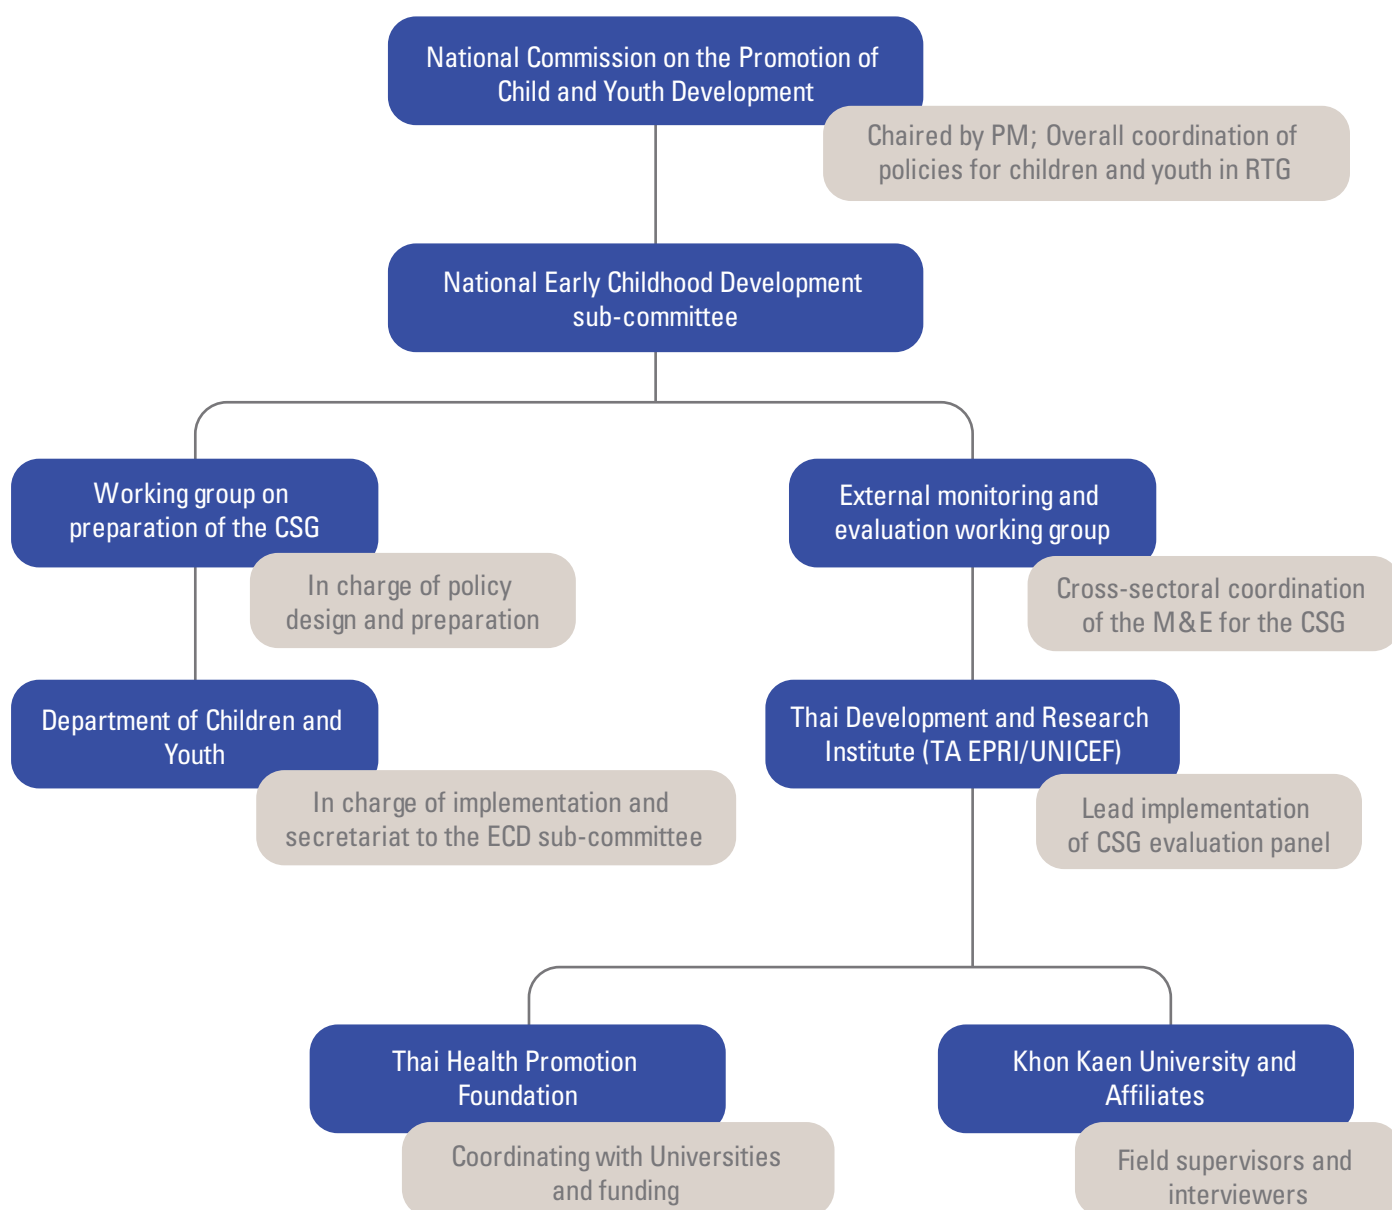 National Commission on the Promotion of
Child and Youth Development
Chaired by PM; Overall coordination of
policies for children and youth in RTG
National Early Childhood Development
sub-committee
Working group on
preparation of the CSG
In charge of policy
design and preparation
External monitoring and
evaluation working group
Cross-sectoral coordination
of the M&E for the CSG
Department of Children and
Youth
In charge of implementation and
secretariat to the ECD sub-committee
Thai Development and Research
Institute (TA EPRI/UNICEF)
Lead implementation
of CSG evaluation panel
Thai Health Promotion
Foundation
Coordinating with Universities
and funding
Khon Kaen University and
Affiliates
Field supervisors and
interviewers